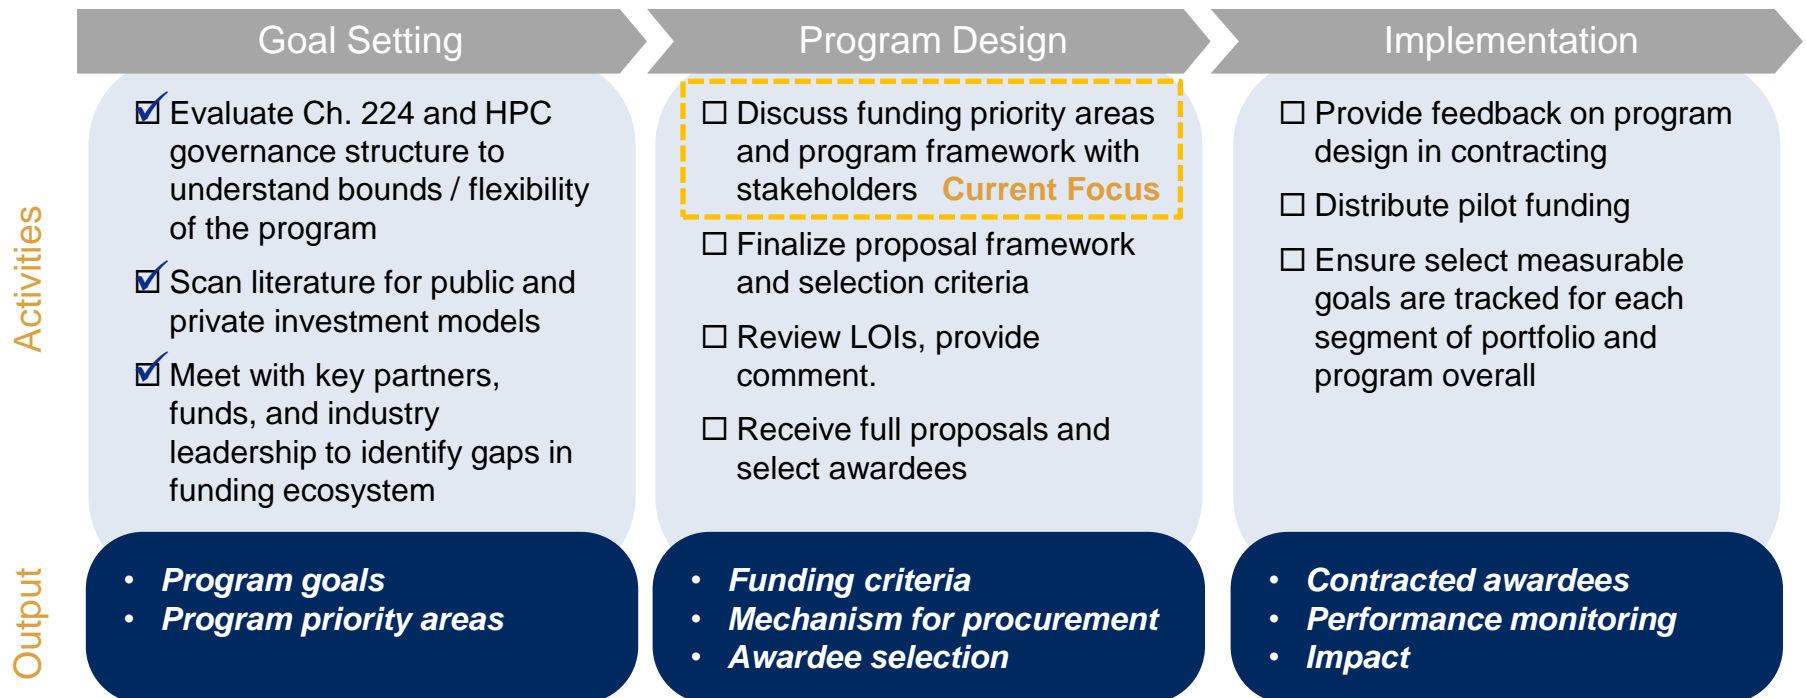 Goal Setting
Program Design
Implementation
Activities
Evaluate Ch. 224 and HPC
governance structure to
understand bounds / flexibility
of the program
Scan literature for public and
private investment models
Meet with key partners,
funds, and industry
leadership to identify gaps in
funding ecosystem
Discuss funding priority areas
and program framework with
stakeholders Current Focus
Finalize proposal framework
and selection criteria
Review LOIs, provide
comment.
Receive full proposals and
select awardees
Provide feedback on program
design in contracting
Distribute pilot funding
Ensure select measurable
goals are tracked for each
segment of portfolio and
program overall
Output
• Program goals
• Program priority areas
• Funding criteria
• Mechanism for procurement
• Awardee selection
• Contracted awardees
• Performance monitoring
• Impact